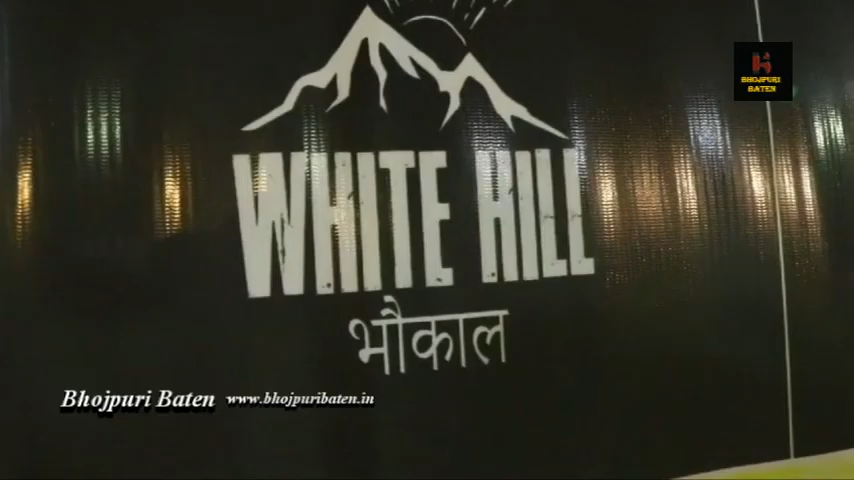 BHOJPURI
BATEN
WHITE HILL
भौकाल
Bhojpuri Baten www.bhojpuribaten.in